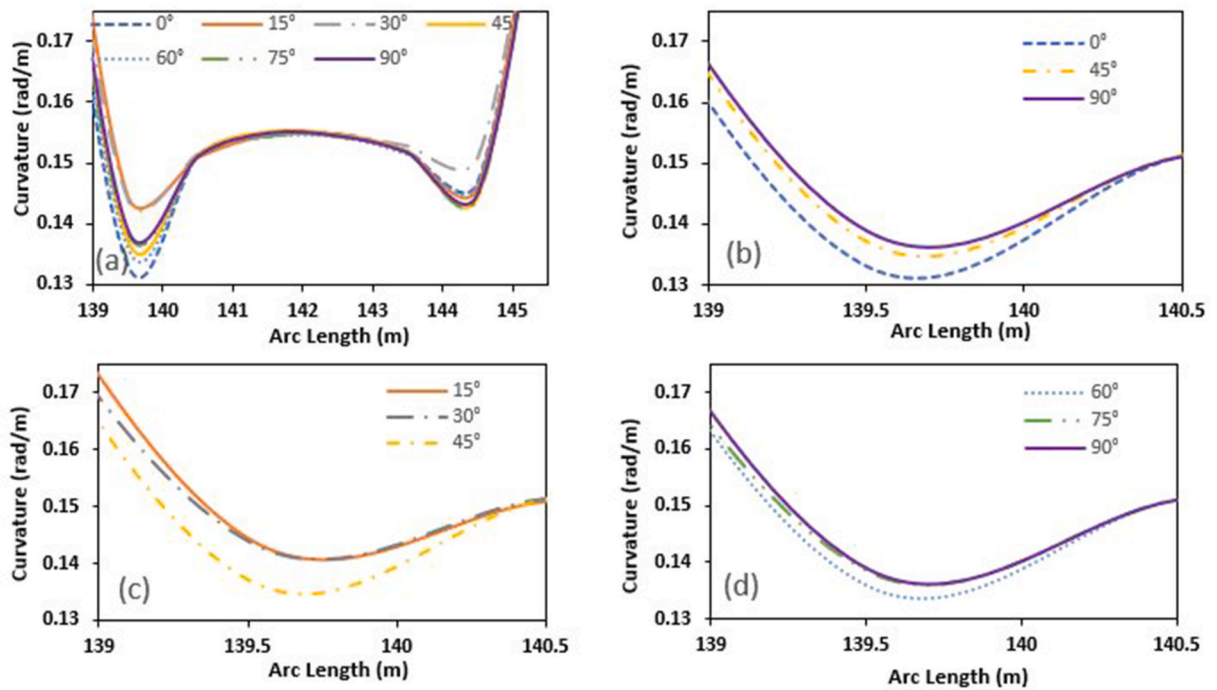 0.17
0.16
0.15
0.14
0.13
Curvature (rad/m)
0° 15° 30° 45
60° 75° 90°
(a)
139 140 141 142 143 144 145
Arc Length (m)
0.17
0.16
0.15
0.14
0.13
Curvature (rad/m)
0°
45°
90°
(b)
139 139.5 140 140.5
Arc Length (m)
0.17
0.16
0.15
0.14
0.13
Curvature (rad/m)
15°
30°
45°
(c)
139 139.5 140 140.5
Arc Length (m)
0.17
0.16
0.15
0.14
0.13
Curvature (rad/m)
60°
75°
90°
(d)
139 139.5 140 140.5
Arc Length (m)